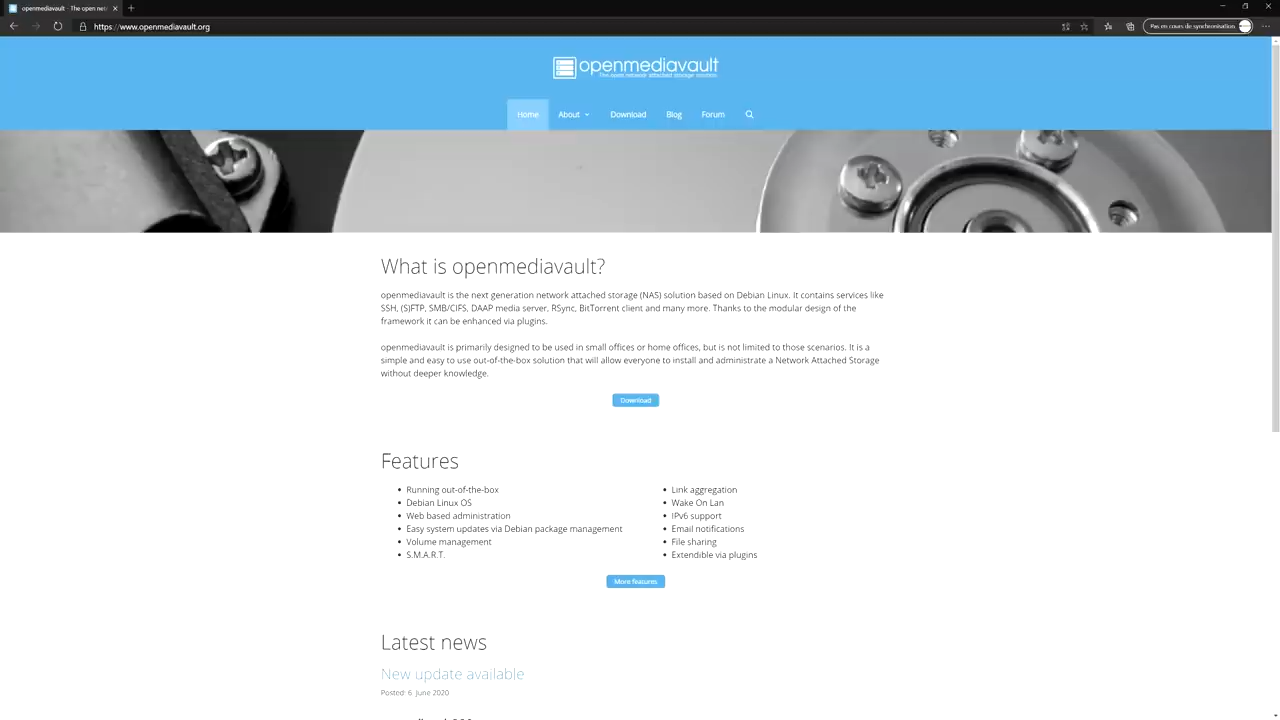 openmediavault - The open net
https://www.openmediavault.org
Pas en cours de synchronisation
openmediavault
The open network attached storage solution
Home
About
Download
Blog
Forum
What is openmediavault?
openmediavault is the next generation network attached storage (NAS) solution based on Debian Linux. It contains services like
SSH, (S)FTP, SMB/CIFS, DAAP media server, RSync, BitTorrent client and many more. Thanks to the modular design of the
framework it can be enhanced via plugins.
openmediavault is primarily designed to be used in small offices or home offices, but is not limited to those scenarios. It is a
simple and easy to use out-of-the-box solution that will allow everyone to install and administrate a Network Attached Storage
without deeper knowledge.
Download
Features
Running out-of-the-box
Debian Linux OS
Web based administration
Easy system updates via Debian package management
Volume management
S.M.A.R.T.
Link aggregation
Wake On Lan
IPv6 support
Email notifications
File sharing
Extendible via plugins
More features
Latest news
New update available
Posted: 6. June 2020